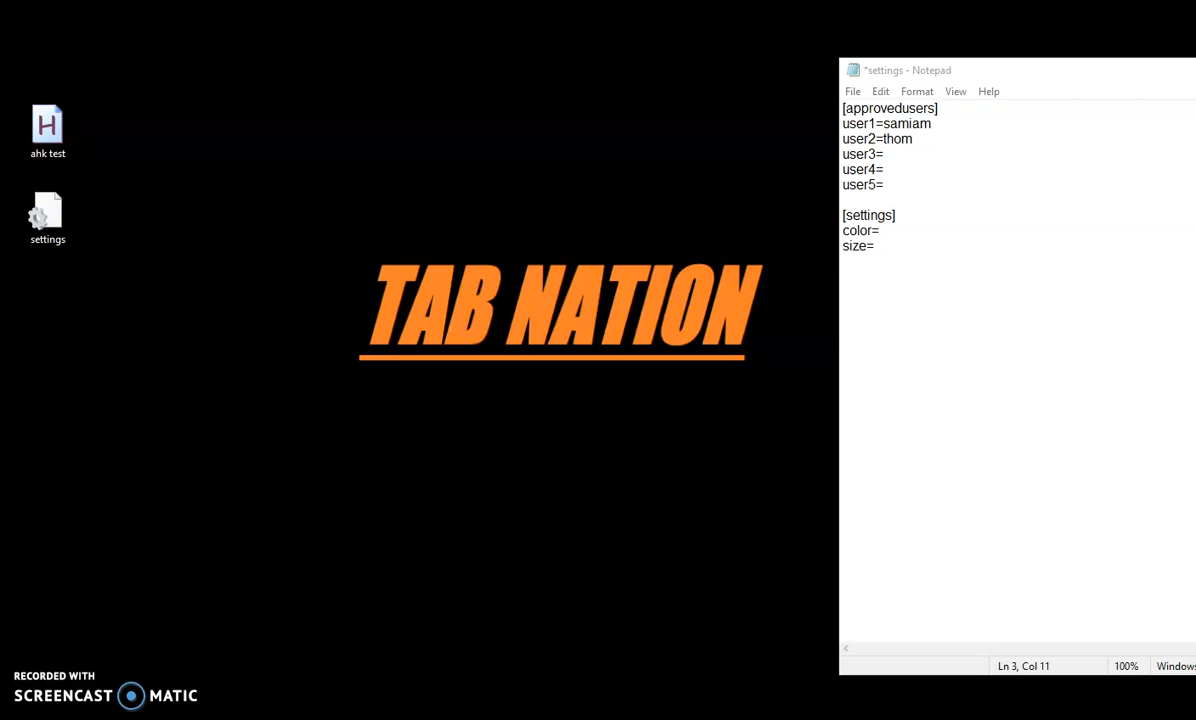 *settings - Notepad
File Edit Format View Help
[approvedusers]
user1=samiam
user2=thom
user3=
user4=
user5=
[settings]
color=
size=
ahk test
settings
TAB NATION
Ln 3, Col 11 100% Windows
RECORDED WITH
SCREENCAST MATIC